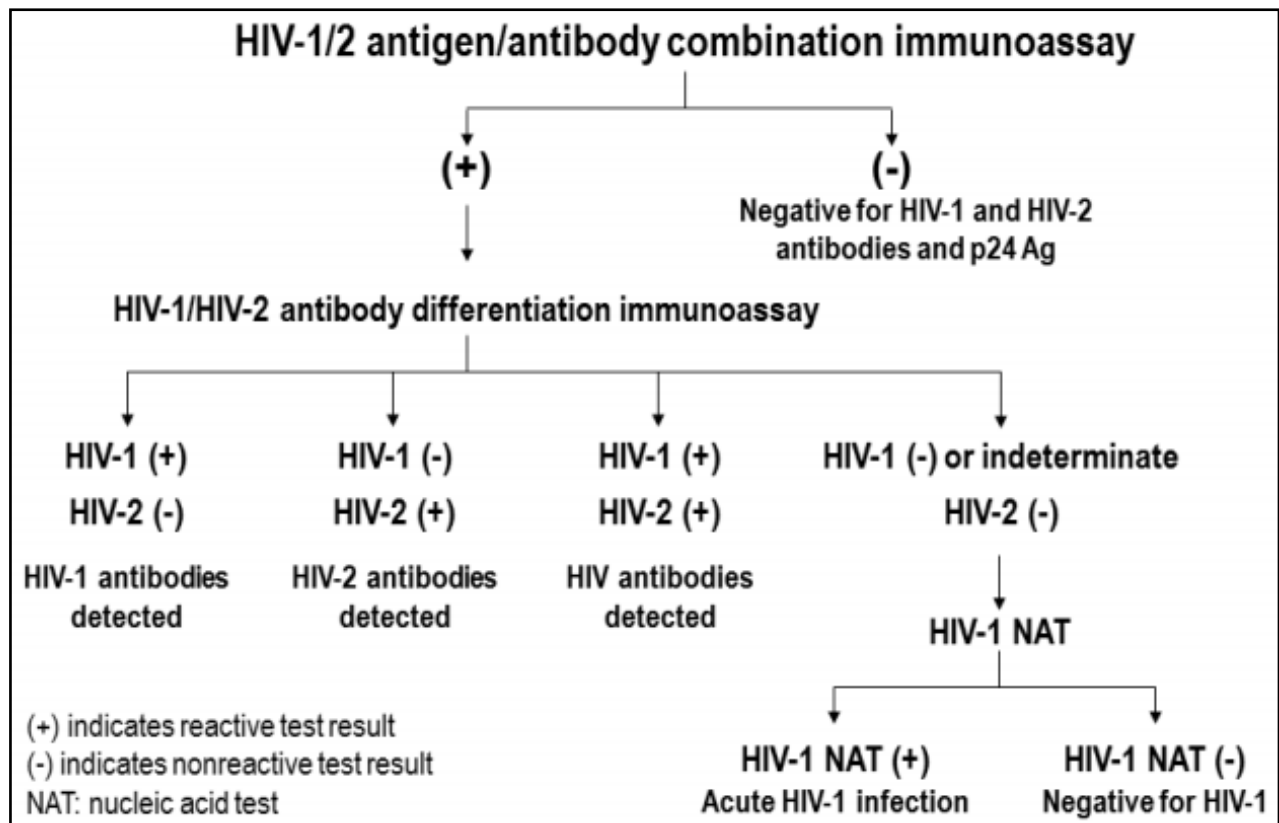 HIV-1/2 antigen/antibody combination immunoassay
(+)
(-)
Negative for HIV-1 and HIV-2
antibodies and p24 Ag
HIV-1/HIV-2 antibody differentiation immunoassay
HIV-1 (+)
HIV-2 (-)
HIV-1 antibodies
detected
HIV-1 (-)
HIV-2 (+)
HIV-2 antibodies
detected
HIV-1 (+)
HIV-2 (+)
HIV antibodies
detected
HIV-1 (-) or indeterminate
HIV-2 (-)
HIV-1 NAT
HIV-1 NAT (+)
Acute HIV-1 infection
HIV-1 NAT (-)
Negative for HIV-1
(+) indicates reactive test result
(-) indicates nonreactive test result
NAT: nucleic acid test